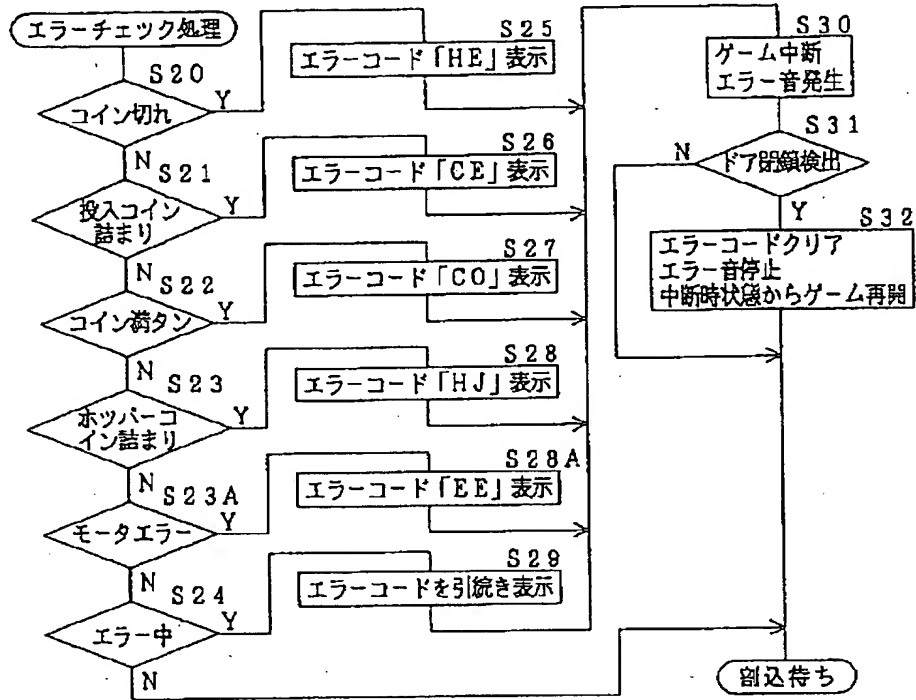 エラーチェック処理
S20
コイン切れ
Y
N
S25
エラーコード「HE」表示
S21
投入コイン
詰まり
Y
N
S26
エラーコード「CE」表示
S22
コイン満タン
Y
N
S27
エラーコード「CO」表示
S23
ホッパーコ
イン詰まり
Y
N
S28
エラーコード「HJ」表示
S23A
モータエラー
Y
N
S28A
エラーコード「EE」表示
S24
エラー中
Y
N
S29
エラーコードを引続き表示
S30
ゲーム中断
エラー音発生
S31
ドア閉鎖検出
N
Y
S32
エラーコードクリア
エラー音停止
中断時状態からゲーム再開
割込待ち